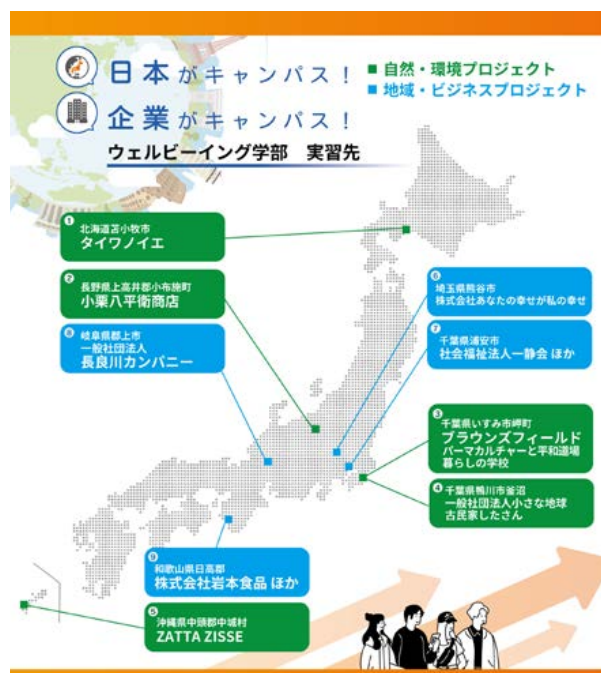 日本がキャンパス！
企業がキャンパス！
ウェルビーイング学部　実習先
■ 自然・環境プロジェクト
■ 地域・ビジネスプロジェクト
① 北海道苫小牧市
タイワノイエ
② 長野県上高井郡小布施町
小栗八平衛商店
⑧ 岐阜県郡上市
一般社団法人
長良川カンパニー
⑥
埼玉県熊谷市
株式会社あなたの幸せが私の幸せ
⑦
千葉県浦安市
社会福祉法人一静会 ほか
③
千葉県いすみ市岬町
ブラウンズフィールド
パーマカルチャーと平和道場
暮らしの学校
④ 千葉県鴨川市釜沼
一般社団法人小さな地球
古民家したさん
⑨
和歌山県日高郡
株式会社岩本食品 ほか
⑤
沖縄県中頭郡中城村
ZATTA ZISSE